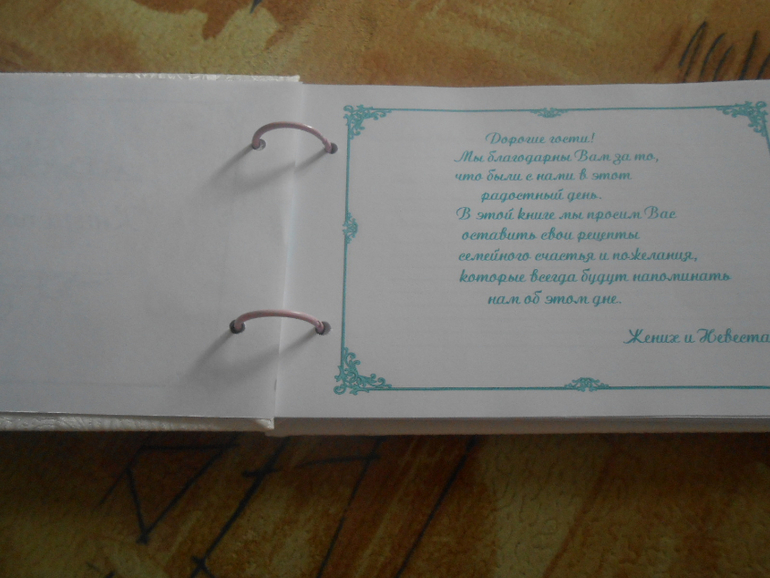 Дорогие гости!
Мы благодарны Вам за то,
что были с нами в этот
радостный день.
В этой книге мы просим Вас
оставить свои рецепты
семейного счастья и пожелания,
которые всегда будут напоминать
нам об этом дне.
Жених и Невеста